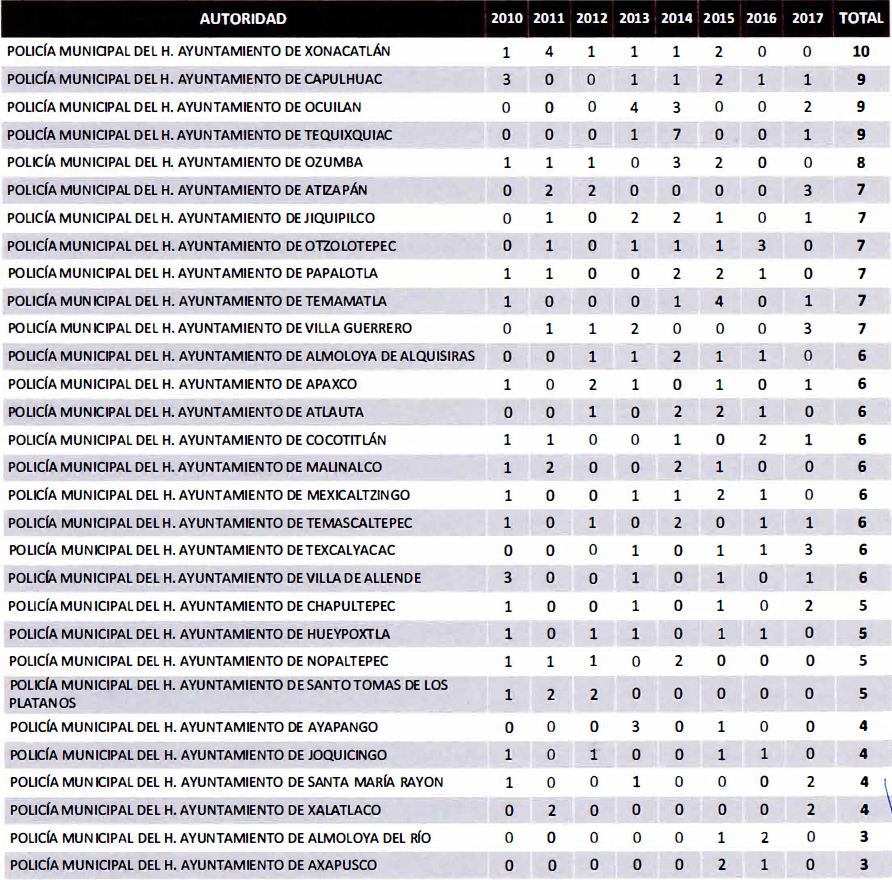 AUTORIDAD 2010 2011 2012 2013 2014 2015 2016 2017 TOTAL
POLICÍA MUNICIPAL DEL H. AYUNTAMIENTO DE XONACATLÁN 1 4 1 1 1 2 0 0 10
POLICÍA MUNICIPAL DEL H. AYUNTAMIENTO DE CAPULHUAC 3 0 0 1 1 2 1 1 9
POLICÍA MUNICIPAL DEL H. AYUNTAMIENTO DE OCUILAN 0 0 0 4 3 0 0 2 9
POLICÍA MUNICIPAL DEL H. AYUNTAMIENTO DE TEQUIXQUIAC 0 0 0 1 7 0 0 1 9
POLICÍA MUNICIPAL DEL H. AYUNTAMIENTO DE OZUMBA 1 1 1 0 3 2 0 0 8
POLICÍA MUNICIPAL DEL H. AYUNTAMIENTO DE ATIZAPÁN 0 2 2 0 0 0 0 3 7
POLICÍA MUNICIPAL DEL H. AYUNTAMIENTO DE JIQUIPILCO 0 1 0 2 2 1 0 1 7
POLICÍA MUNICIPAL DEL H. AYUNTAMIENTO DE OTZOLOTEPEC 0 1 0 1 1 1 3 0 7
POLICÍA MUNICIPAL DEL H. AYUNTAMIENTO DE PAPALOTLA 1 1 0 0 2 2 1 0 7
POLICÍA MUNICIPAL DEL H. AYUNTAMIENTO DE TEMAMATLA 1 0 0 0 1 4 0 1 7
POLICÍA MUNICIPAL DEL H. AYUNTAMIENTO DE VILLA GUERRERO 0 1 1 2 0 0 0 3 7
POLICÍA MUNICIPAL DEL H. AYUNTAMIENTO DE ALMOLOYA DE ALQUISIRAS 0 0 1 1 2 1 1 0 6
POLICÍA MUNICIPAL DEL H. AYUNTAMIENTO DE APAXCO 1 0 2 1 0 1 0 1 6
POLICÍA MUNICIPAL DEL H. AYUNTAMIENTO DE ATLAUTA 0 0 1 0 2 2 1 0 6
POLICÍA MUNICIPAL DEL H. AYUNTAMIENTO DE COCOTITLÁN 1 1 0 0 1 0 2 1 6
POLICÍA MUNICIPAL DEL H. AYUNTAMIENTO DE MALINALCO 1 2 0 0 2 1 0 0 6
POLICÍA MUNICIPAL DEL H. AYUNTAMIENTO DE MEXICALTZINGO 1 0 0 1 1 2 1 0 6
POLICÍA MUNICIPAL DEL H. AYUNTAMIENTO DE TEMASCALTEPEC 1 0 1 0 2 0 1 1 6
POLICÍA MUNICIPAL DEL H. AYUNTAMIENTO DE TEXCALYACAC 0 0 0 1 0 1 1 3 6
POLICÍA MUNICIPAL DEL H. AYUNTAMIENTO DE VILLA DE ALLENDE 3 0 0 1 0 1 0 1 6
POLICÍA MUNICIPAL DEL H. AYUNTAMIENTO DE CHAPULTEPEC 1 0 0 1 0 1 0 2 5
POLICÍA MUNICIPAL DEL H. AYUNTAMIENTO DE HUEYPOXTLA 1 0 1 1 0 1 1 0 5
POLICÍA MUNICIPAL DEL H. AYUNTAMIENTO DE NOPALTEPEC 1 1 1 0 2 0 0 0 5
POLICÍA MUNICIPAL DEL H. AYUNTAMIENTO DE SANTO TOMAS DE LOS
PLATANOS 1 2 2 0 0 0 0 0 5
POLICÍA MUNICIPAL DEL H. AYUNTAMIENTO DE AYAPANGO 0 0 0 3 0 1 0 0 4
POLICÍA MUNICIPAL DEL H. AYUNTAMIENTO DE JOQUICINGO 1 0 1 0 0 1 1 0 4
POLICÍA MUNICIPAL DEL H. AYUNTAMIENTO DE SANTA MARÍA RAYON 1 0 0 1 0 0 0 2 4
POLICÍA MUNICIPAL DEL H. AYUNTAMIENTO DE XALATLACO 0 2 0 0 0 0 0 2 4
POLICÍA MUNICIPAL DEL H. AYUNTAMIENTO DE ALMOLOYA DEL RÍO 0 0 0 0 0 1 2 0 3
POLICÍA MUNICIPAL DEL H. AYUNTAMIENTO DE AXAPUSCO 0 0 0 0 0 2 1 0 3